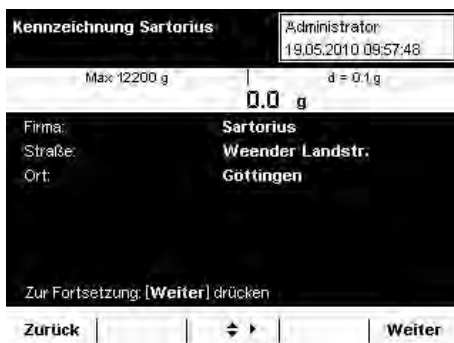 Kennzeichnung Sartorius
Administrator
19.05.2010 09:57:48
Max 12200 g
d = 0.1 g
0.0 g
Firma: Sartorius
Straße: Weender Landstr.
Ort: Göttingen
Zur Fortsetzung: [Weiter] drücken
Zurück
Weiter